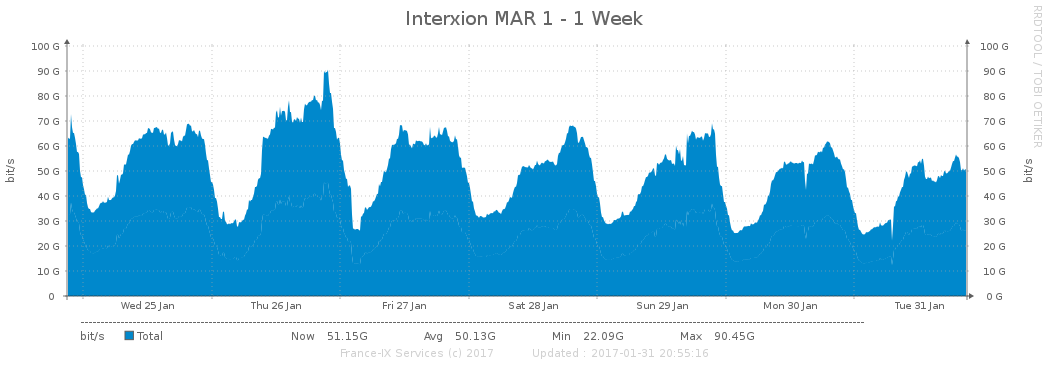 Interxion MAR 1 - 1 Week
RRDTOOL / TOBI OETIKER
bit/s
100 G
90 G
80 G
70 G
60 G
50 G
40 G
30 G
20 G
10 G
0
100 G
90 G
80 G
70 G
60 G
50 G
40 G
30 G
20 G
10 G
0 G
bit/s
Wed 25 Jan Thu 26 Jan Fri 27 Jan Sat 28 Jan Sun 29 Jan Mon 30 Jan Tue 31 Jan
bit/s Total Now 51.15G Avg 50.13G Min 22.09G Max 90.45G
France-IX Services (c) 2017 Updated : 2017-01-31 20:55:16